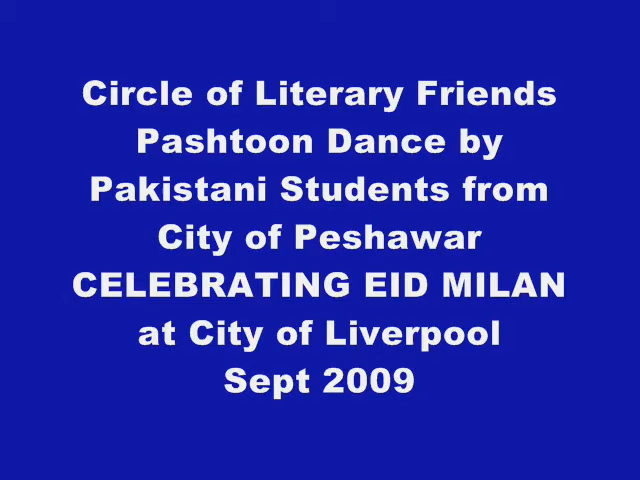 Circle of Literary Friends
Pashtoon Dance by
Pakistani Students from
City of Peshawar
CELEBRATING EID MILAN
at City of Liverpool
Sept 2009